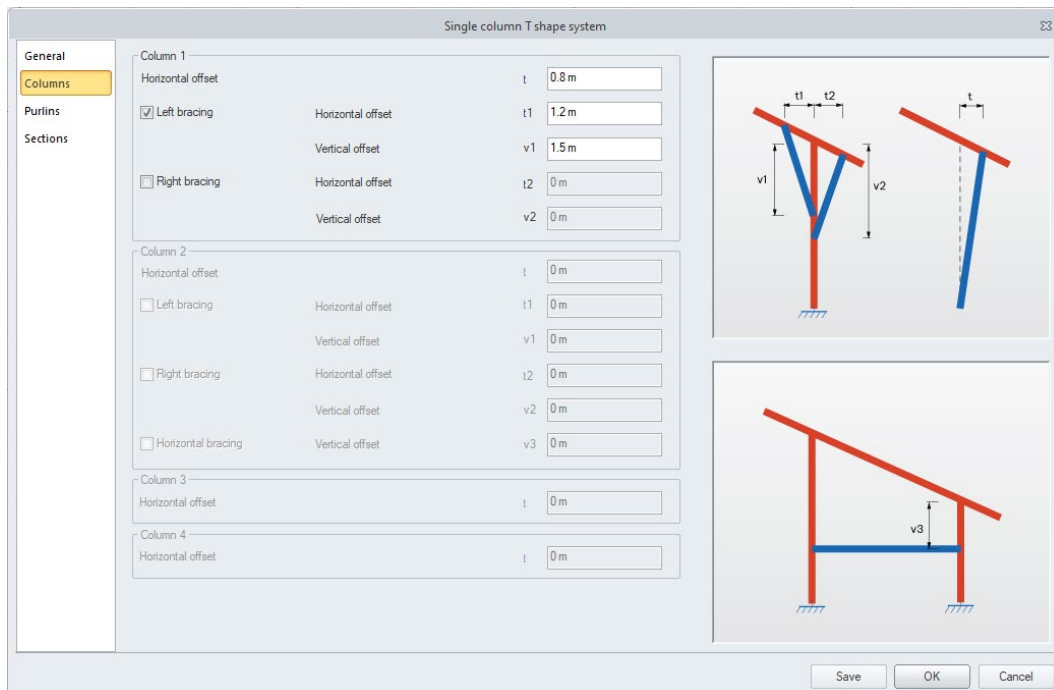 Single column T shape system
General
Columns
Purlins
Sections
Column 1
Horizontal offset t 0.8 m
Left bracing Horizontal offset t1 1.2 m
Vertical offset v1 1.5 m
Right bracing Horizontal offset t2 0 m
Vertical offset v2 0 m
Column 2
Horizontal offset t 0 m
Left bracing Horizontal offset t1 0 m
Vertical offset v1 0 m
Right bracing Horizontal offset t2 0 m
Vertical offset v2 0 m
Horizontal bracing Vertical offset v3 0 m
Column 3
Horizontal offset t 0 m
Column 4
Horizontal offset t 0 m
t1 t2 t
v1 v2
v3
Save OK Cancel